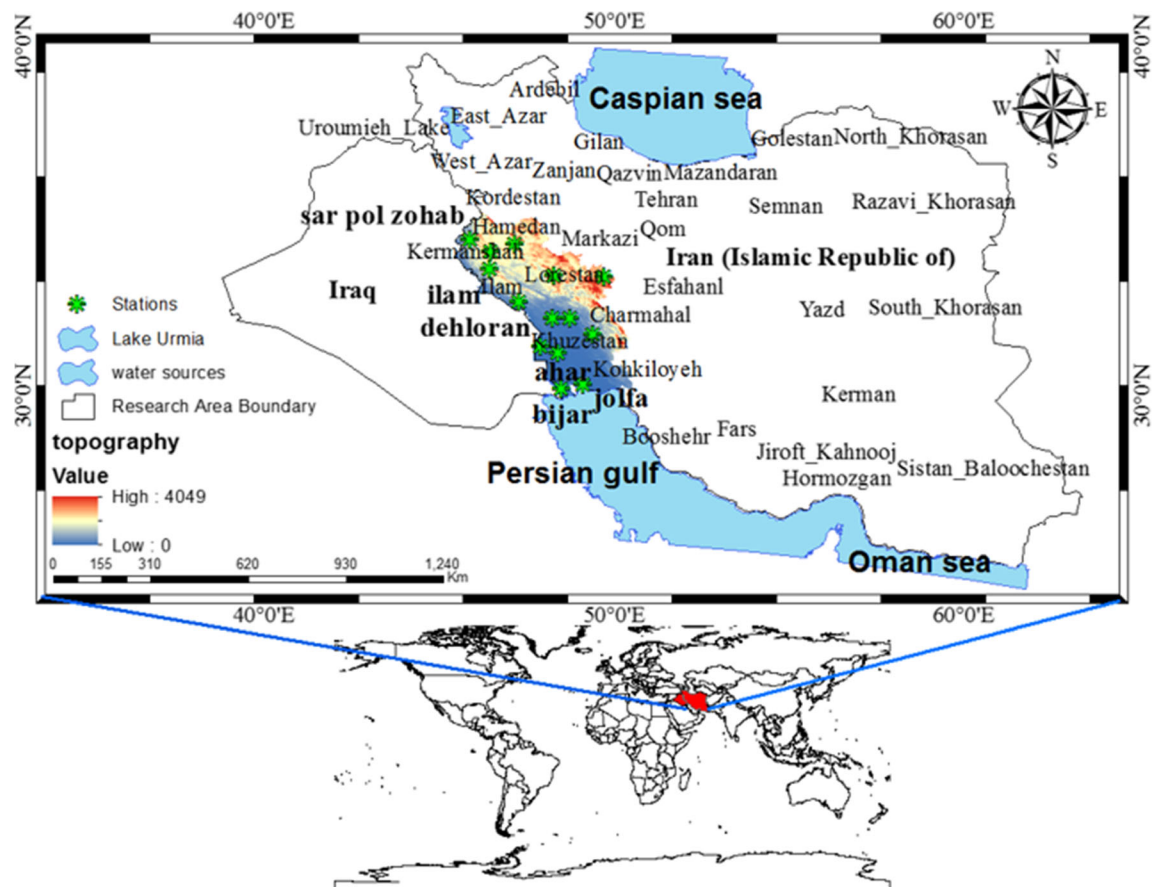 40°0'E 50°0'E 60°0'E
40°0'N
40°0'N
N
W E
S
Ardebil
Caspian sea
East_Azar
Uroumieh_Lake
Gilan
Golestan North_Khorasan
West_Azar
Zanjan Qazvin Mazandaran
Kordestan
Tehran
Semnan
Razavi_Khorasan
sar pol zohab
Hamedan
Markazi
Qom
Kermanshan
Iran (Islamic Republic of)
Lorestan
Iraq
ilam
Ilam
Esfahanl
Yazd
South_Khorasan
dehloran
Charmahal
Khuzestan
ahar
Kohkiloyeh
Kerman
jolfa
bijar
30°0'N
30°0'N
Booshehr
Fars
Jiroft_Kahnooj
Persian gulf
Hormozgan
Sistan_Baloochestan
Oman sea
Stations
Lake Urmia
water sources
Research Area Boundary
topography
Value
High : 4049
Low : 0
0 155 310 620 930 1,240
Km
40°0'E 50°0'E 60°0'E